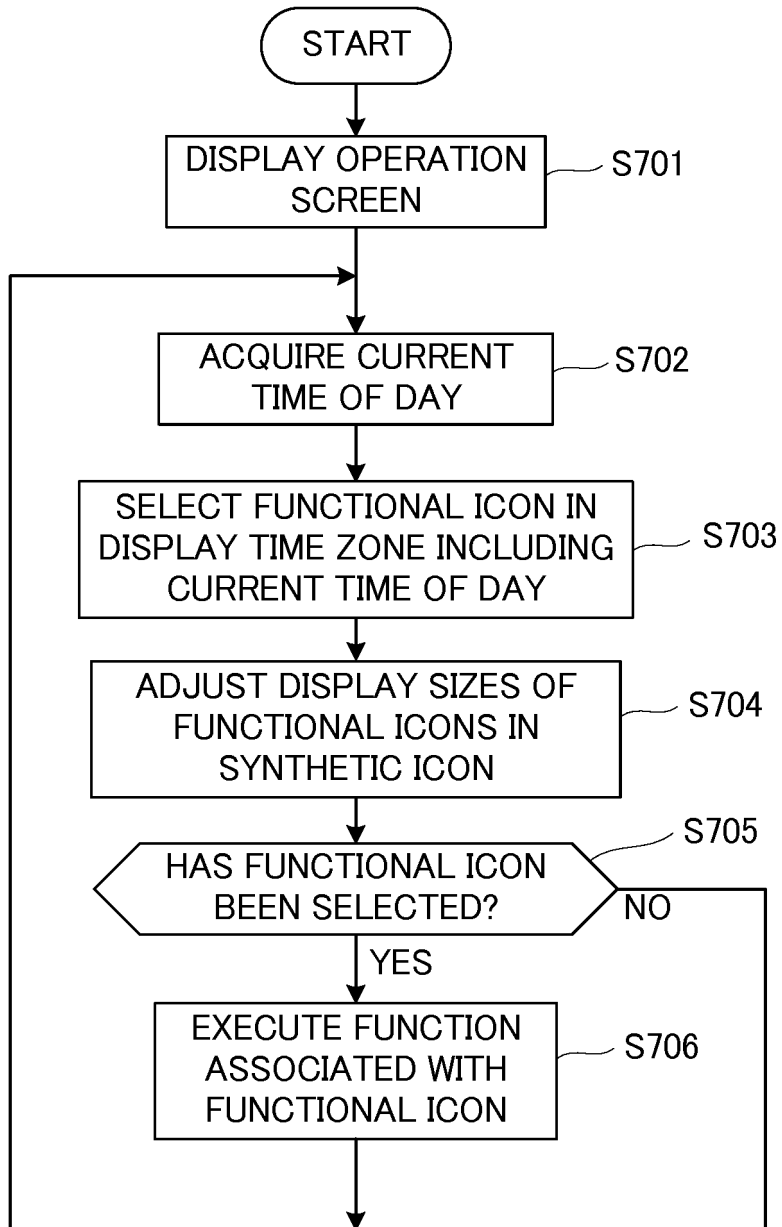 START
DISPLAY OPERATION
SCREEN
S701
ACQUIRE CURRENT
TIME OF DAY
S702
SELECT FUNCTIONAL ICON IN
DISPLAY TIME ZONE INCLUDING
CURRENT TIME OF DAY
S703
ADJUST DISPLAY SIZES OF
FUNCTIONAL ICONS IN
SYNTHETIC ICON
S704
HAS FUNCTIONAL ICON
BEEN SELECTED?
S705
NO
YES
EXECUTE FUNCTION
ASSOCIATED WITH
FUNCTIONAL ICON
S706